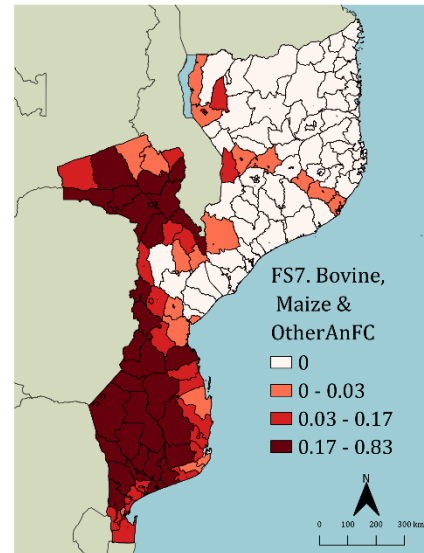 FS7. Bovine,
Maize &
OtherAnFC
0
0 - 0.03
0.03 - 0.17
0.17 - 0.83
N
0 100 200 300 km